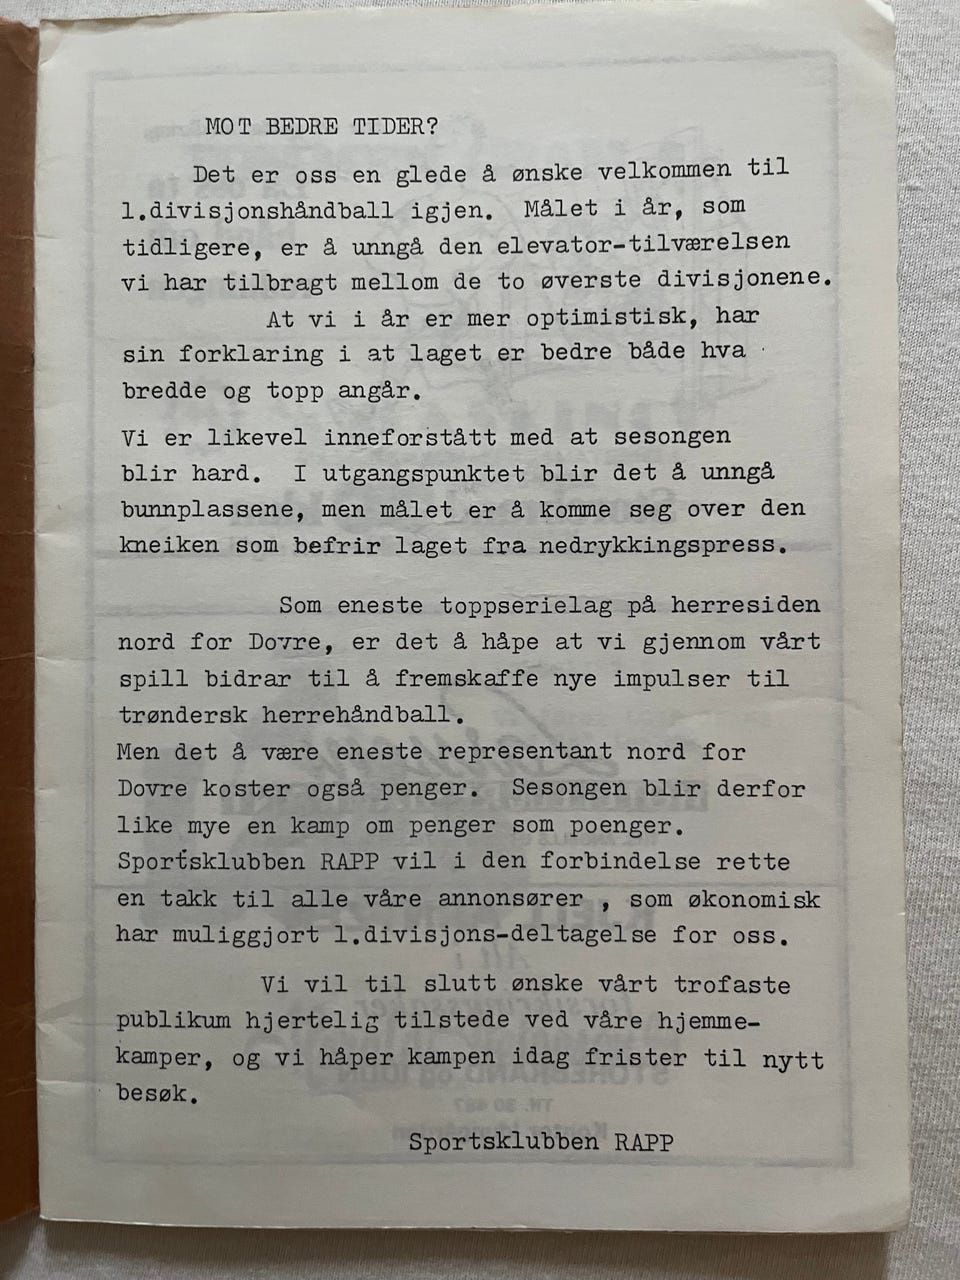 MOT BEDRE TIDER?
Det er oss en glede å ønske velkommen til
1.divisjonshåndball igjen. Målet i år, som
tidligere, er å unngå den elevator-tilværelsen
vi har tilbragt mellom de to øverste divisjonene.
At vi i år er mer optimistisk, har
sin forklaring i at laget er bedre både hva
bredde og topp angår.
Vi er likevel inneforstått med at sesongen
blir hard. I utgangspunktet blir det å unngå
bunnplassene, men målet er å komme seg over den
kneiken som befrir laget fra nedrykkingspress.
Som eneste toppserielag på herresiden
nord for Dovre, er det å håpe at vi gjennom vårt
spill bidrar til å fremskaffe nye impulser til
trøndersk herrehåndball.
Men det å være eneste representant nord for
Dovre koster også penger. Sesongen blir derfor
like mye en kamp om penger som poenger.
Sportsklubben RAPP vil i den forbindelse rette
en takk til alle våre annonsører , som økonomisk
har muliggjort 1.divisjons-deltagelse for oss.
Vi vil til slutt ønske vårt trofaste
publikum hjertelig tilstede ved våre hjemme-
kamper, og vi håper kampen idag frister til nytt
besøk.
Sportsklubben RAPP